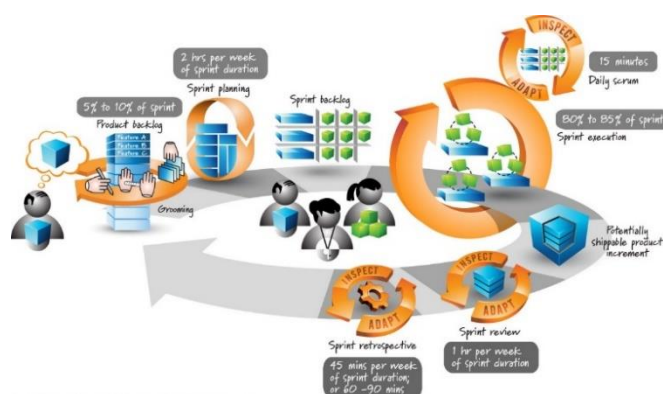 2 hrs per week
of sprint duration
Sprint planning
5% to 10% of sprint
Product backlog
Feature A
Feature B
Feature C
Grooming
Sprint backlog
INSPECT
ADAPT
15 minutes
Daily scrum
80% to 85% of sprint
Sprint execution
Potentially
shippable product
increment
INSPECT
ADAPT
Sprint review
1 hr per week
of sprint duration
INSPECT
ADAPT
Sprint retrospective
45 mins per week
of sprint duration;
or 60 -90 mins